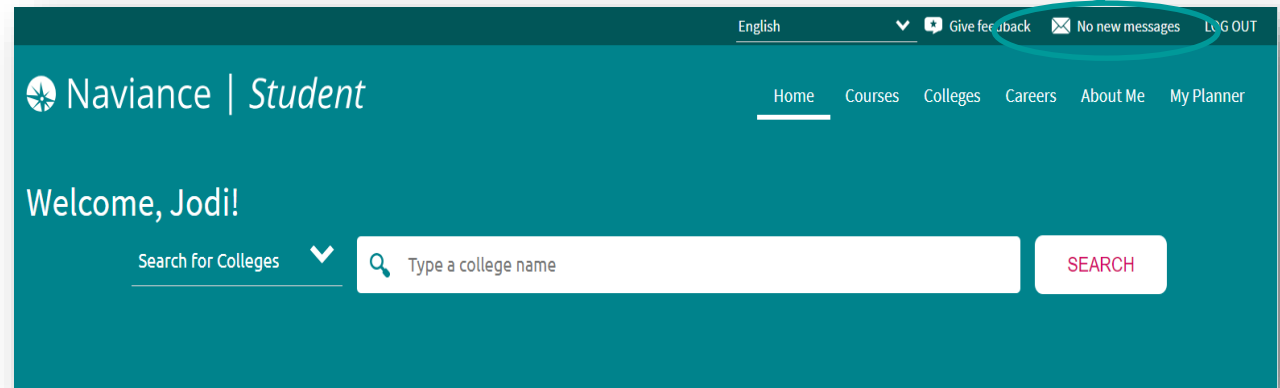 English Give feedback No new messages LOG OUT
Naviance | Student
Home Courses Colleges Careers About Me My Planner
Welcome, Jodi!
Search for Colleges Type a college name SEARCH